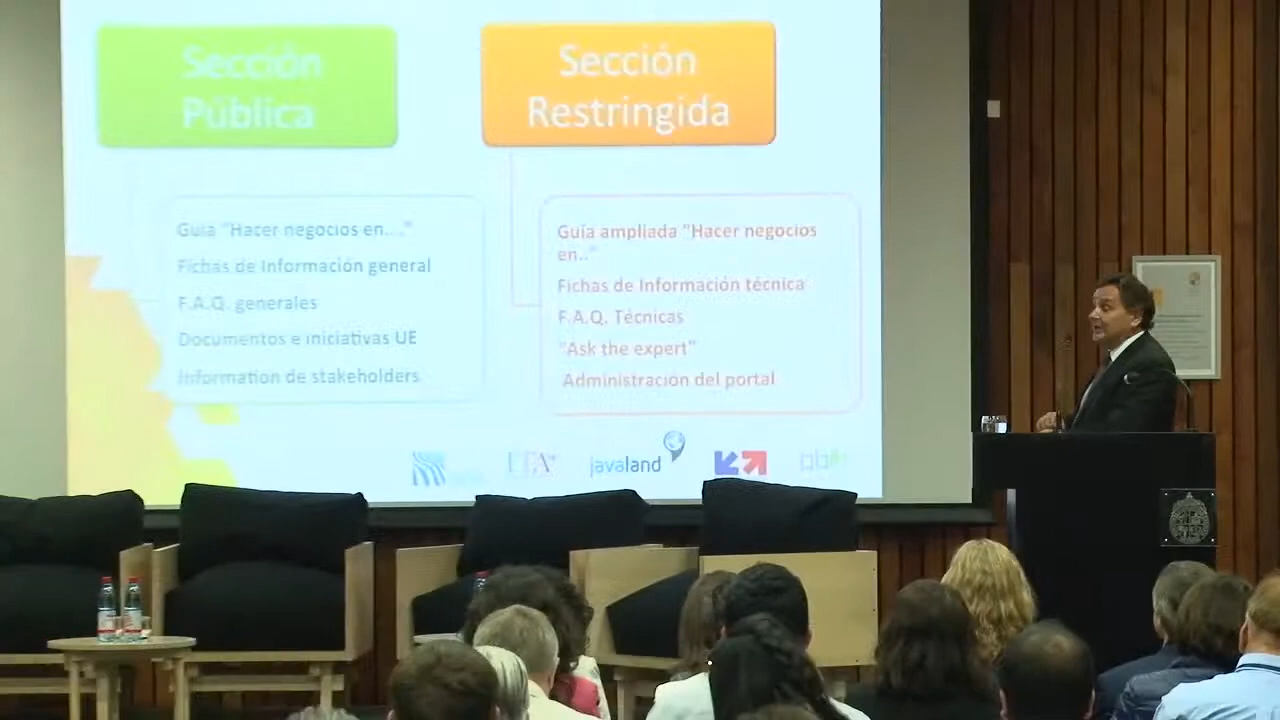 Sección
Pública
Guía "Hacer negocios en...."
Fichas de Información general
F.A.Q. generales
Documentos e iniciativas UE
Information de stakeholders
Sección
Restringida
Guía ampliada "Hacer negocios
en.."
Fichas de Información técnica
F.A.Q. Técnicas
"Ask the expert"
Administración del portal
javaland